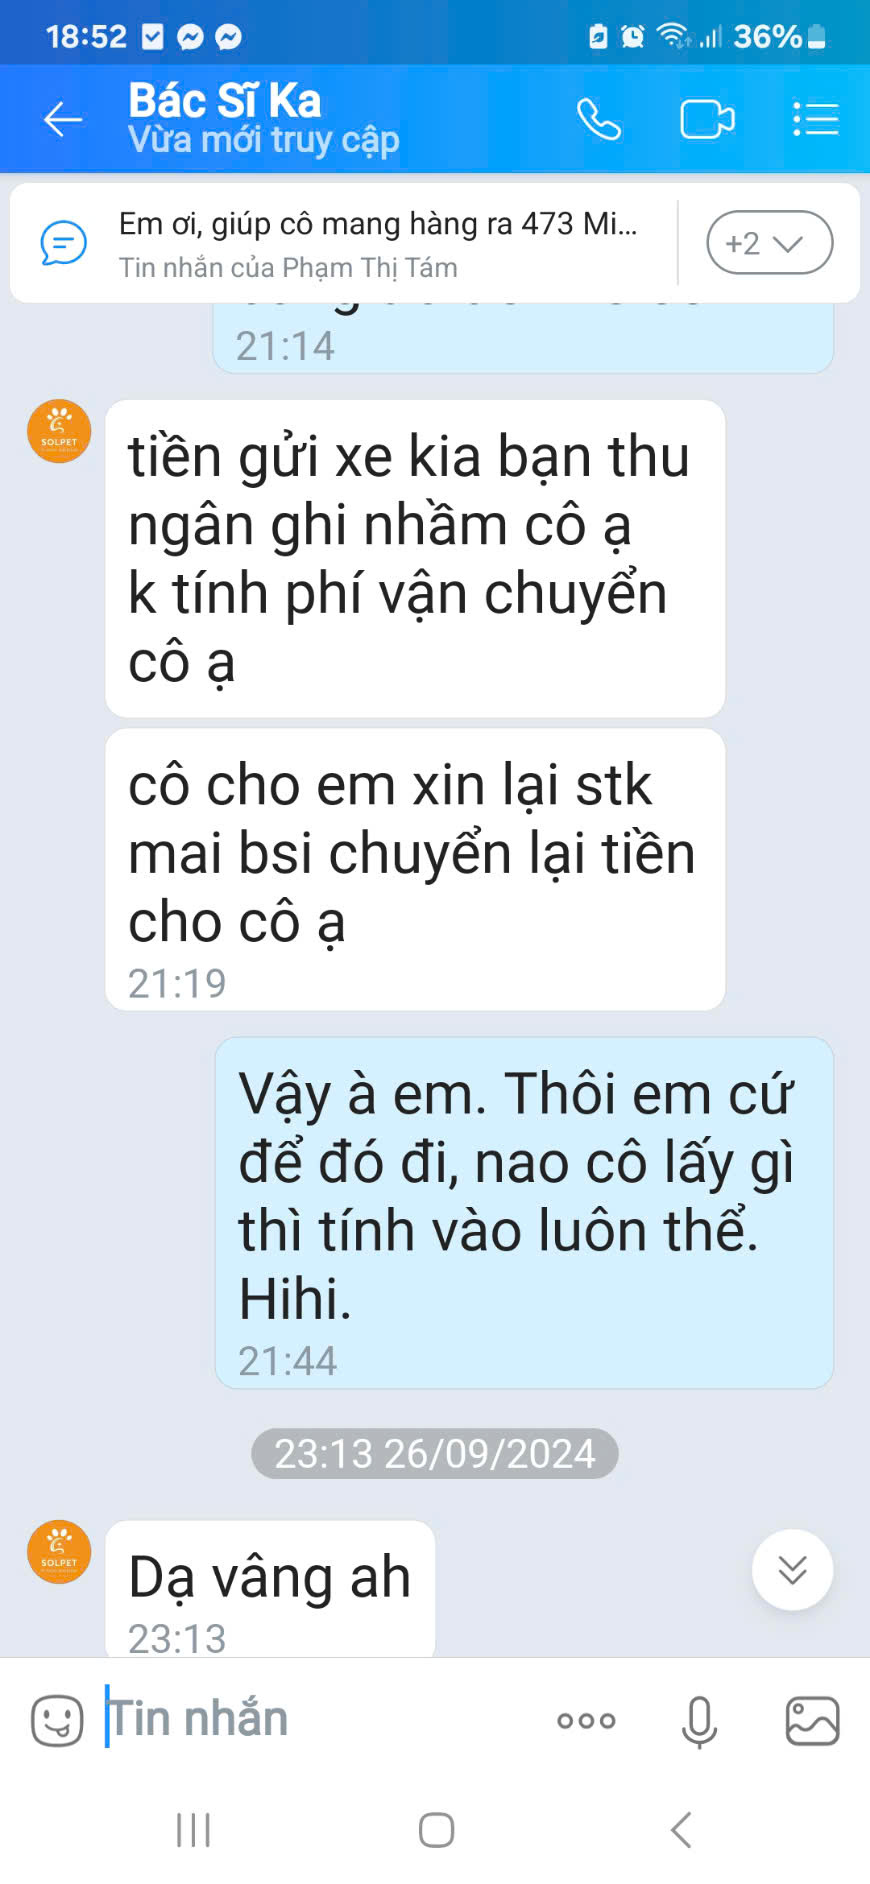 18:52
36%
Bác Sĩ Ka
Vừa mới truy cập
Em ơi, giúp cô mang hàng ra 473 Mi...
Tin nhắn của Phạm Thị Tám
+2
21:14
SOLPET
tiền gửi xe kia bạn thu
ngân ghi nhầm cô ạ
k tính phí vận chuyển
cô ạ
cô cho em xin lại stk
mai bsi chuyển lại tiền
cho cô ạ
21:19
Vậy à em. Thôi em cứ
để đó đi, nao cô lấy gì
thì tính vào luôn thể.
Hihi.
21:44
23:13 26/09/2024
SOLPET
Dạ vâng ah
23:13
Tin nhắn